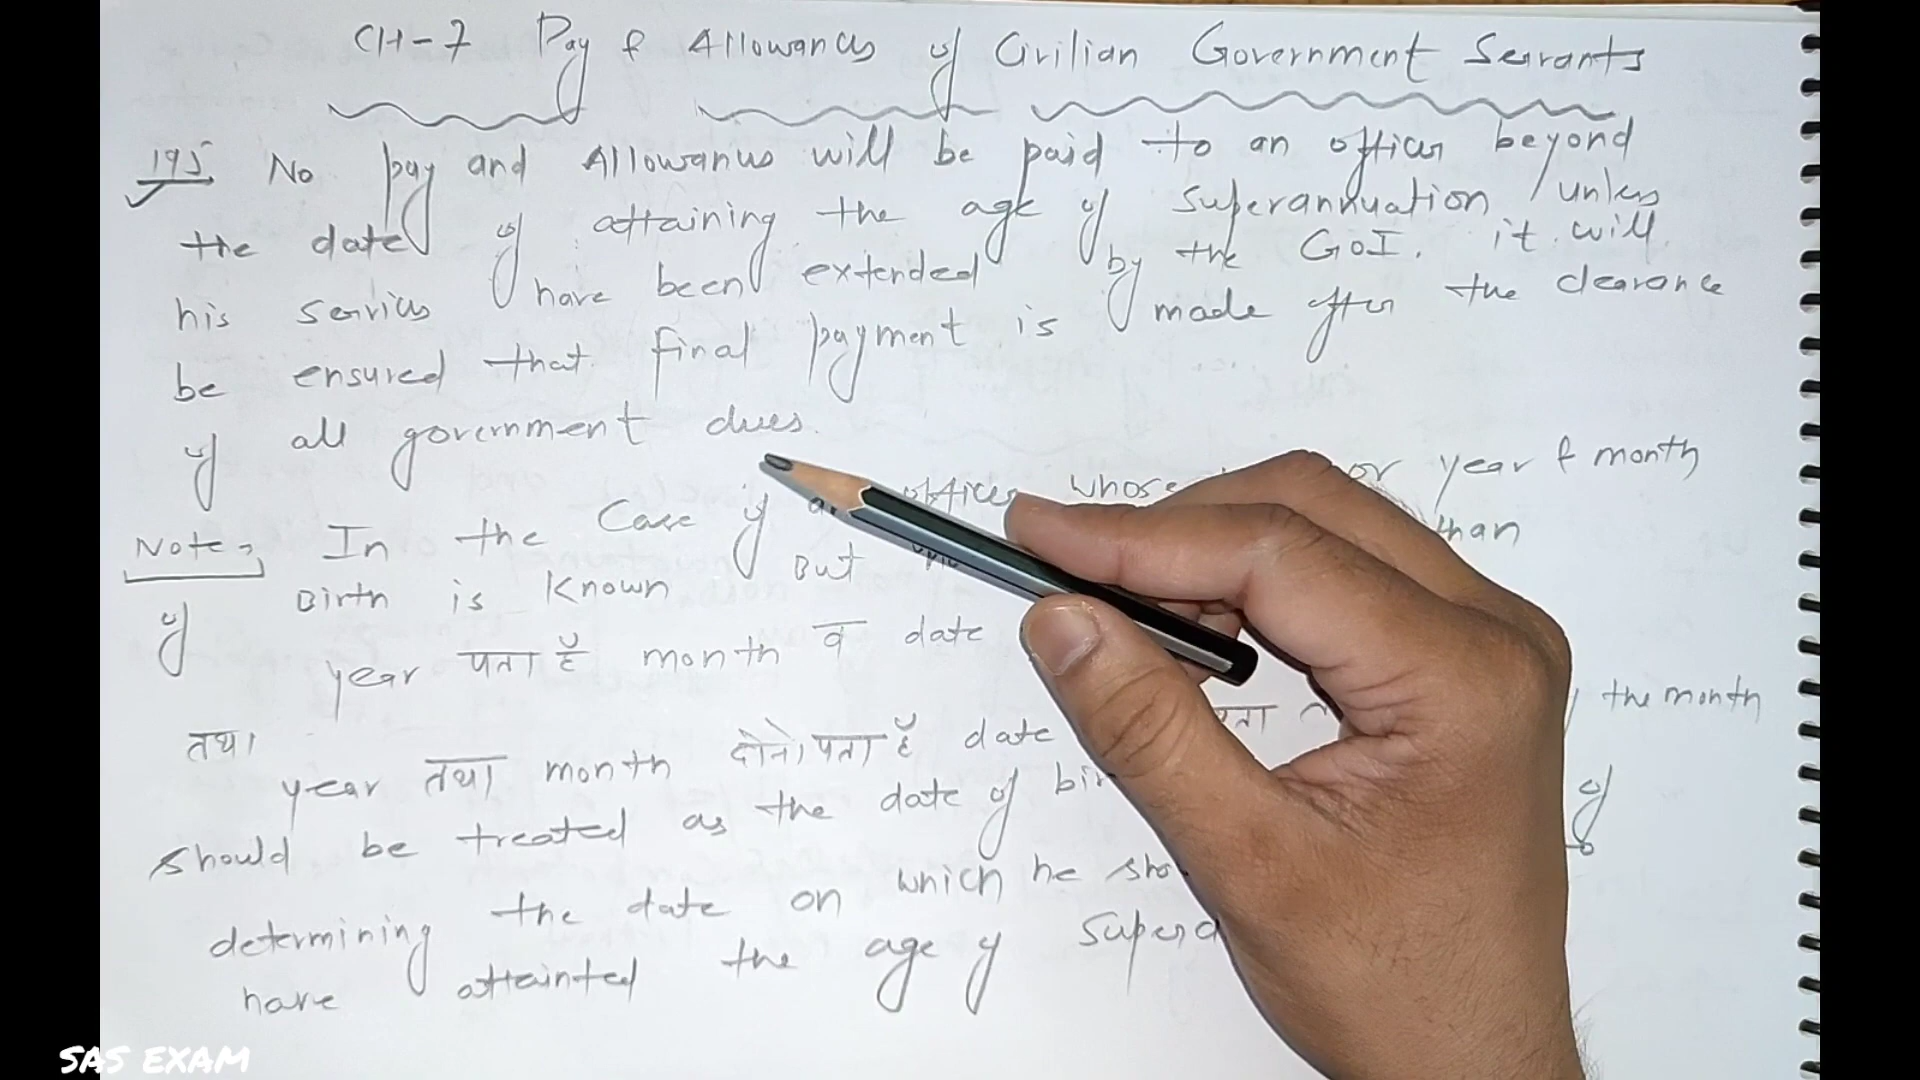 CH-7 Pay & Allowances of Civilian Government Servants
195. No pay and Allowances will be paid to an officer beyond
the date of attaining the age of superannuation, unless
his services have been extended by the GOI. it will
be ensured that final payment is made after the clearance
of all government dues.
Note, In the Case of officer whose or year & month
of Birth is known But than
year पता है month व date
तथा year तथा month दोनो पता है date the month
should be treated as the date of of
determining the date on which he
have attainted the age of
SAS EXAM